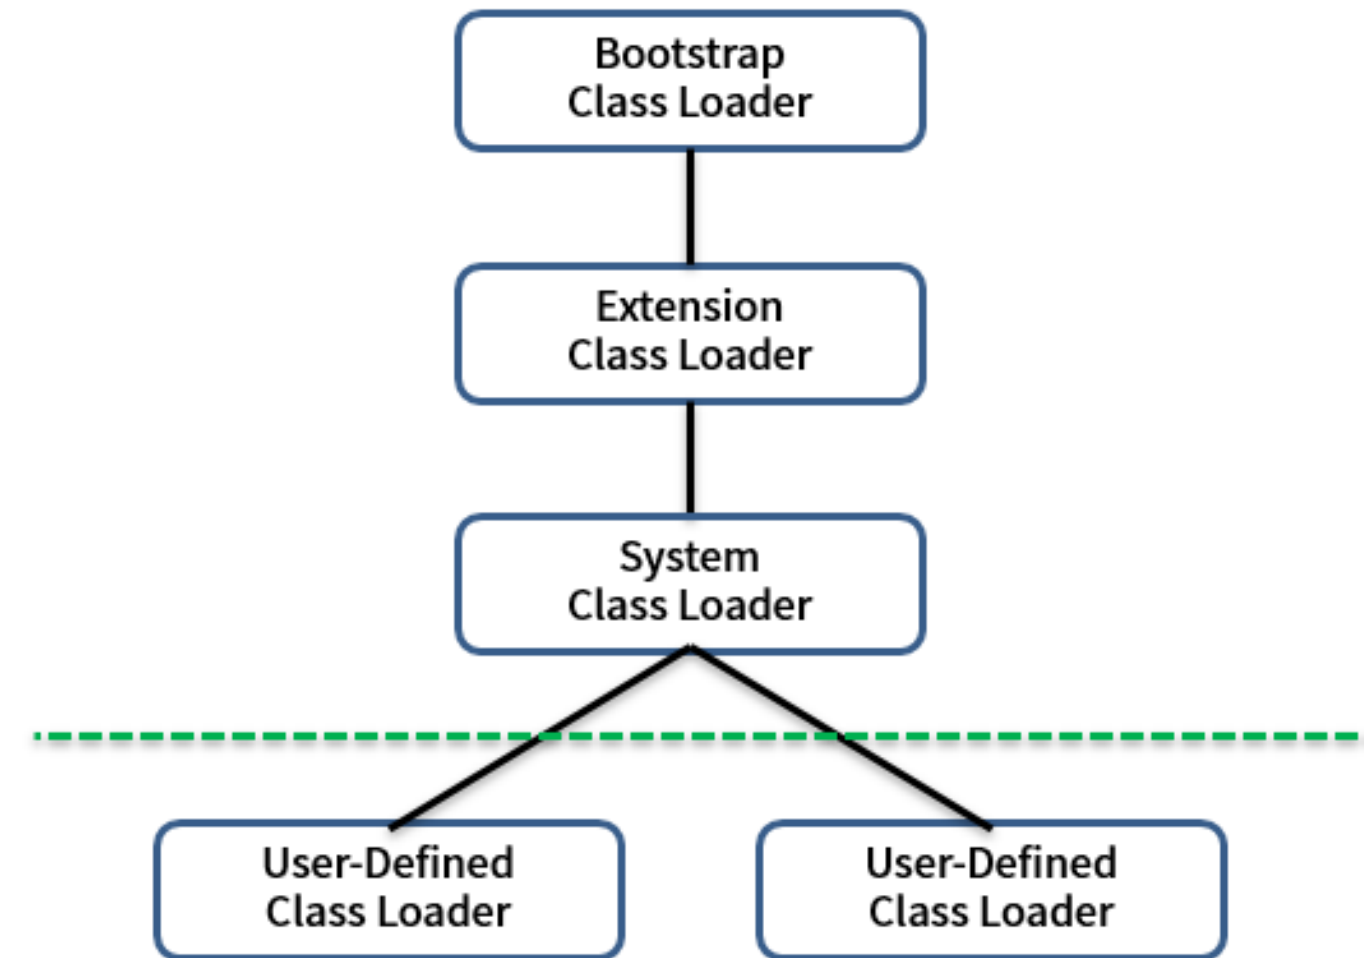 Bootstrap
Class Loader
Extension
Class Loader
System
Class Loader
User-Defined
Class Loader
User-Defined
Class Loader